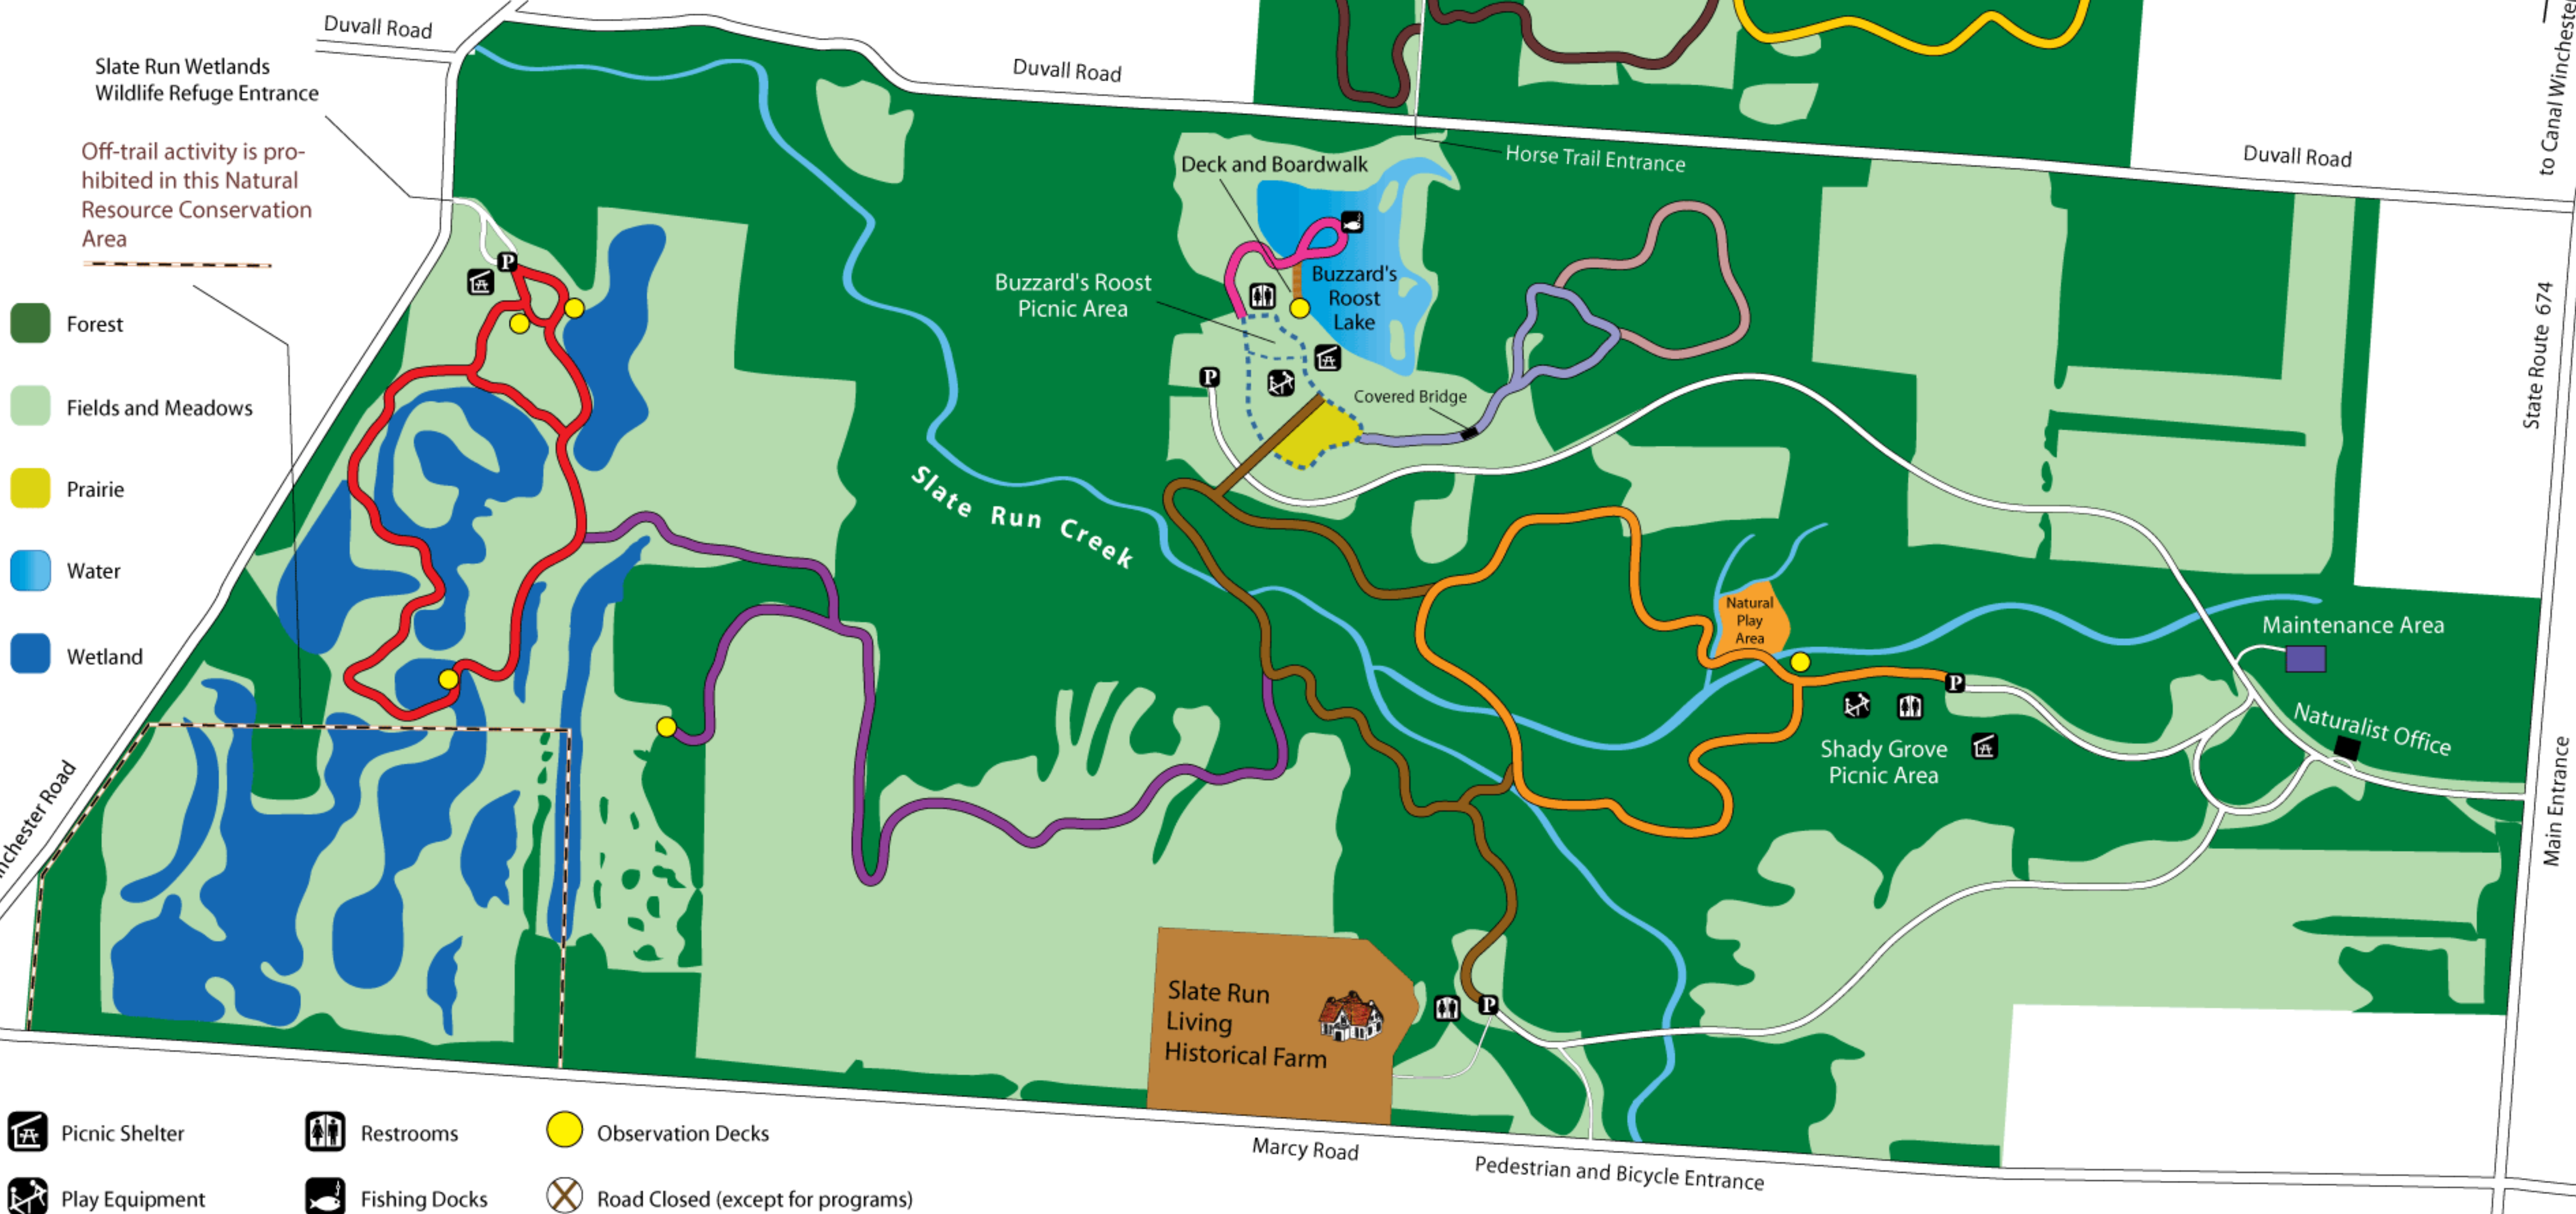 Duvall Road
Slate Run Wetlands
Wildlife Refuge Entrance
Off-trail activity is pro-
hibited in this Natural
Resource Conservation
Area
Forest
Fields and Meadows
Prairie
Water
Wetland
Duvall Road
Deck and Boardwalk
Horse Trail Entrance
Duvall Road
to Canal Winchester
Buzzard's Roost
Picnic Area
Buzzard's
Roost
Lake
Covered Bridge
State Route 674
Slate Run Creek
Natural
Play
Area
Maintenance Area
Naturalist Office
Shady Grove
Picnic Area
Main Entrance
Road
Slate Run
Living
Historical Farm
P
P
P
P
Marcy Road
Pedestrian and Bicycle Entrance
Picnic Shelter
Restrooms
Observation Decks
Play Equipment
Fishing Docks
Road Closed (except for programs)